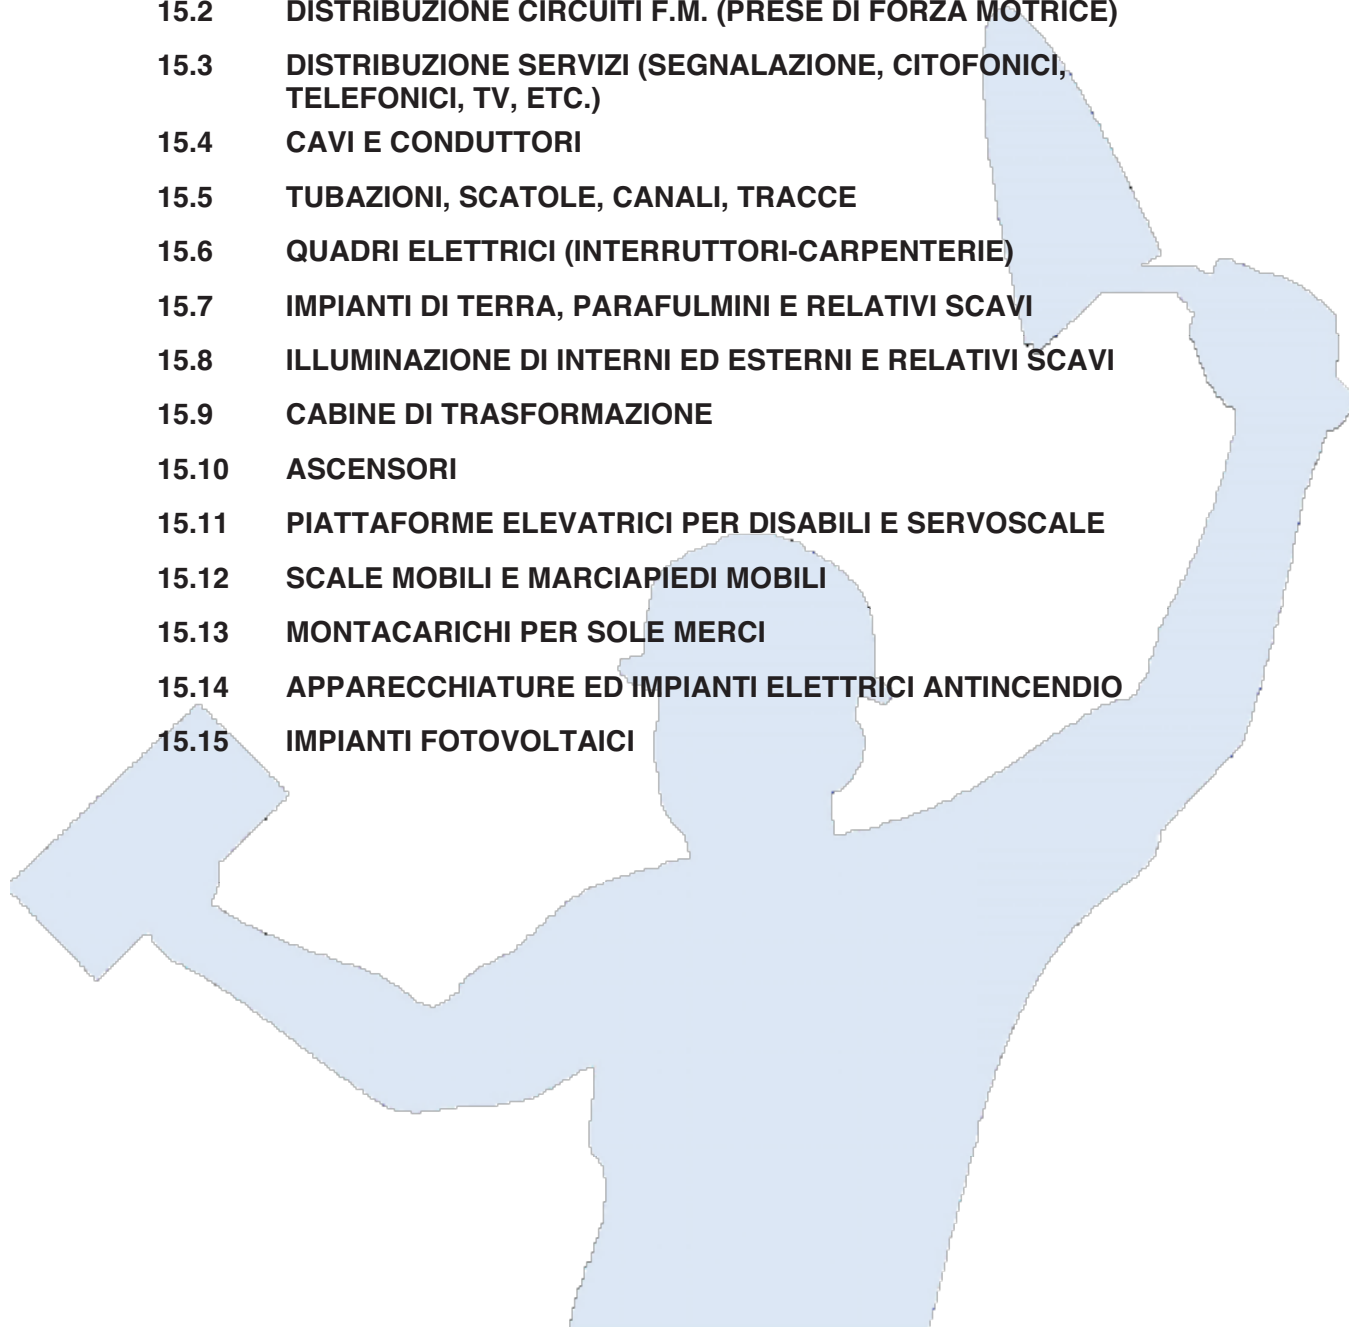 15.2 DISTRIBUZIONE CIRCUITI F.M. (PRESE DI FORZA MOTRICE)
15.3 DISTRIBUZIONE SERVIZI (SEGNALAZIONE, CITOFONICI,
TELEFONICI, TV, ETC.)
15.4 CAVI E CONDUTTORI
15.5 TUBAZIONI, SCATOLE, CANALI, TRACCE
15.6 QUADRI ELETTRICI (INTERRUTTORI-CARPENTERIE)
15.7 IMPIANTI DI TERRA, PARAFULMINI E RELATIVI SCAVI
15.8 ILLUMINAZIONE DI INTERNI ED ESTERNI E RELATIVI SCAVI
15.9 CABINE DI TRASFORMAZIONE
15.10 ASCENSORI
15.11 PIATTAFORME ELEVATRICI PER DISABILI E SERVOSCALE
15.12 SCALE MOBILI E MARCIAPIEDI MOBILI
15.13 MONTACARICHI PER SOLE MERCI
15.14 APPARECCHIATURE ED IMPIANTI ELETTRICI ANTINCENDIO
15.15 IMPIANTI FOTOVOLTAICI